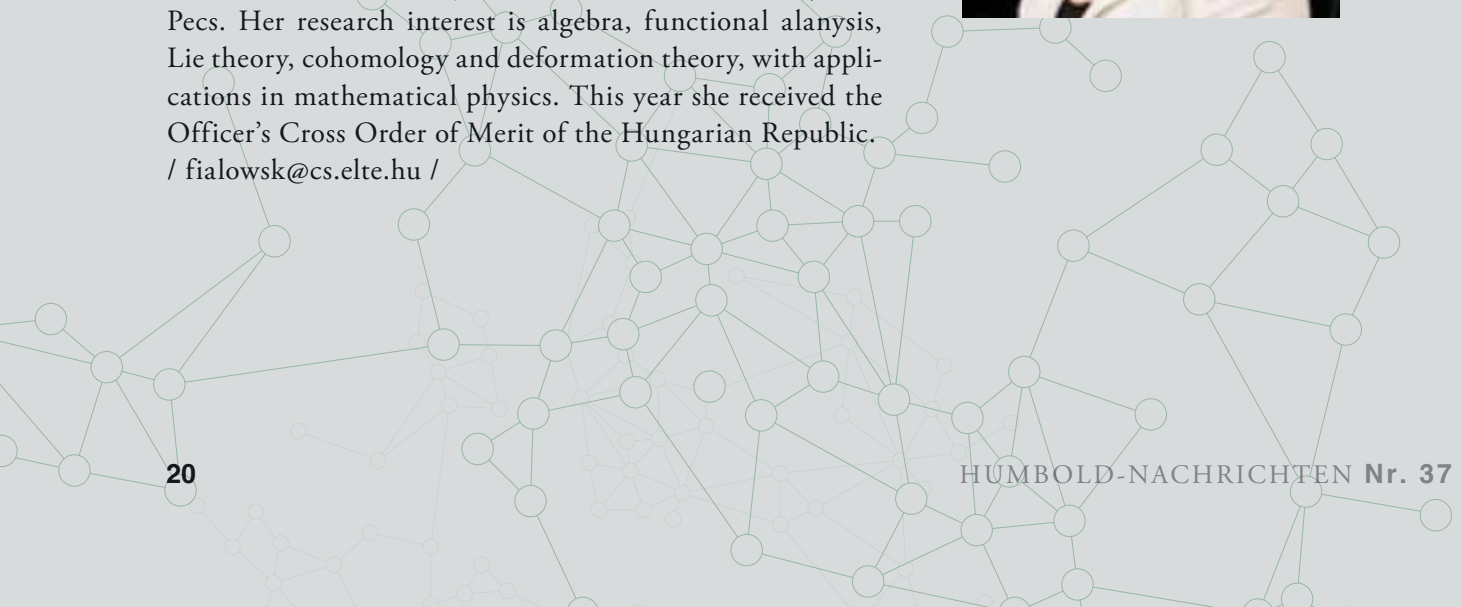 Pecs. Her research interest is algebra, functional alanysis,
Lie theory, cohomology and deformation theory, with appli-
cations in mathematical physics. This year she received the
Officer’s Cross Order of Merit of the Hungarian Republic.
/ fialowsk@cs.elte.hu /
20
HUMBOLD-NACHRICHTEN Nr. 37